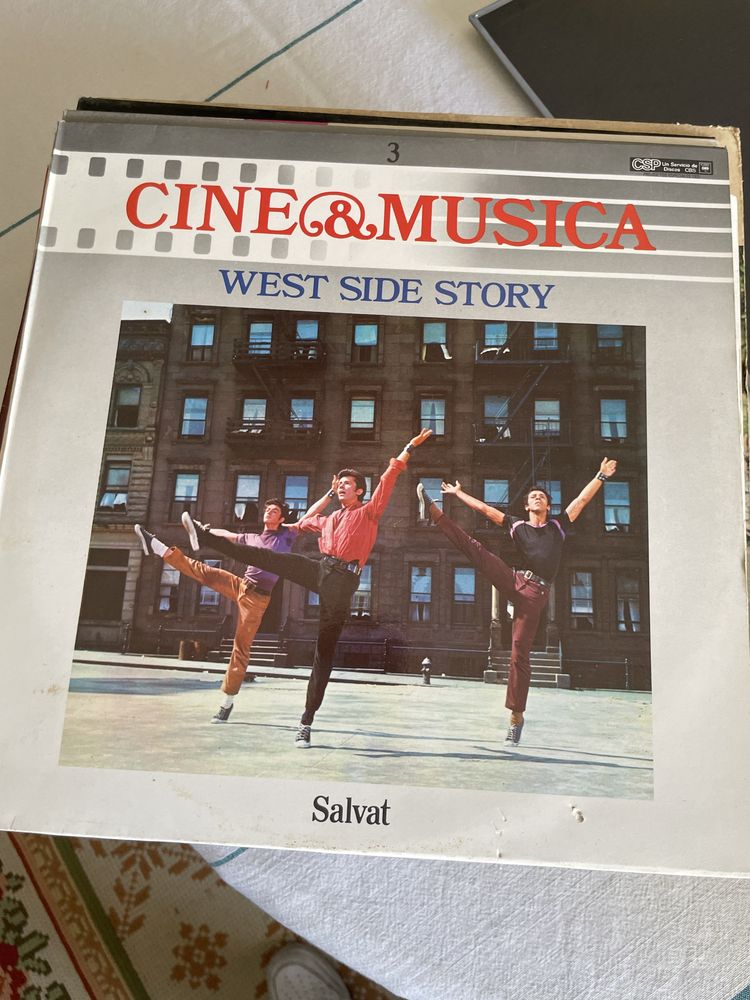 3
CSP Un Servicio de
Discos CBS
CINE&MUSICA
WEST SIDE STORY
Salvat